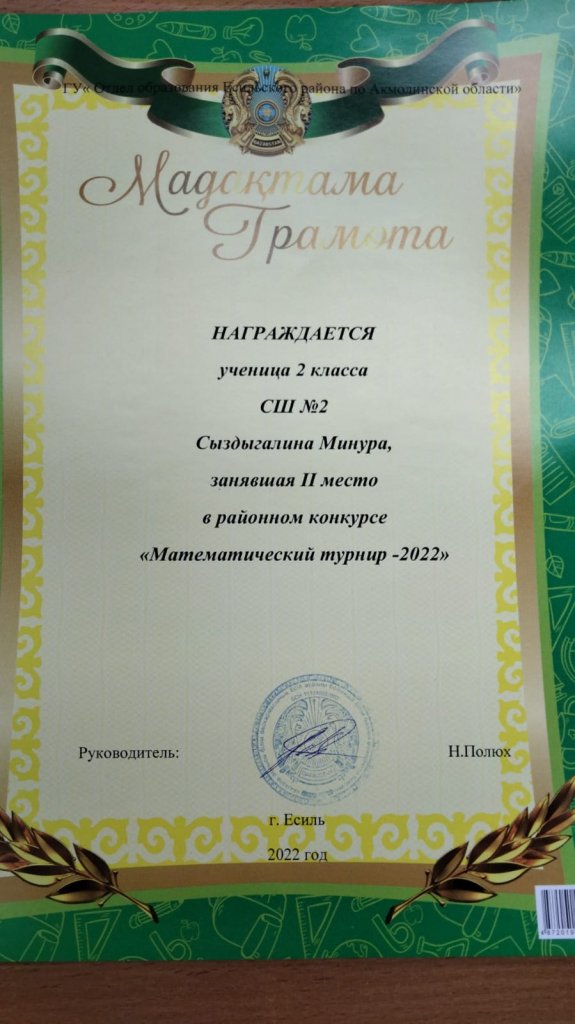 ГУ« Отдел образования Есильского района по Акмолинской области»
KAZAKHSTAN
Мадақтама
Грамота
НАГРАЖДАЕТСЯ
ученица 2 класса
СШ №2
Сыздыгалина Минура,
занявшая II место
в районном конкурсе
«Математический турнир -2022»
Руководитель:
Н.Полюх
г. Есиль
2022 год